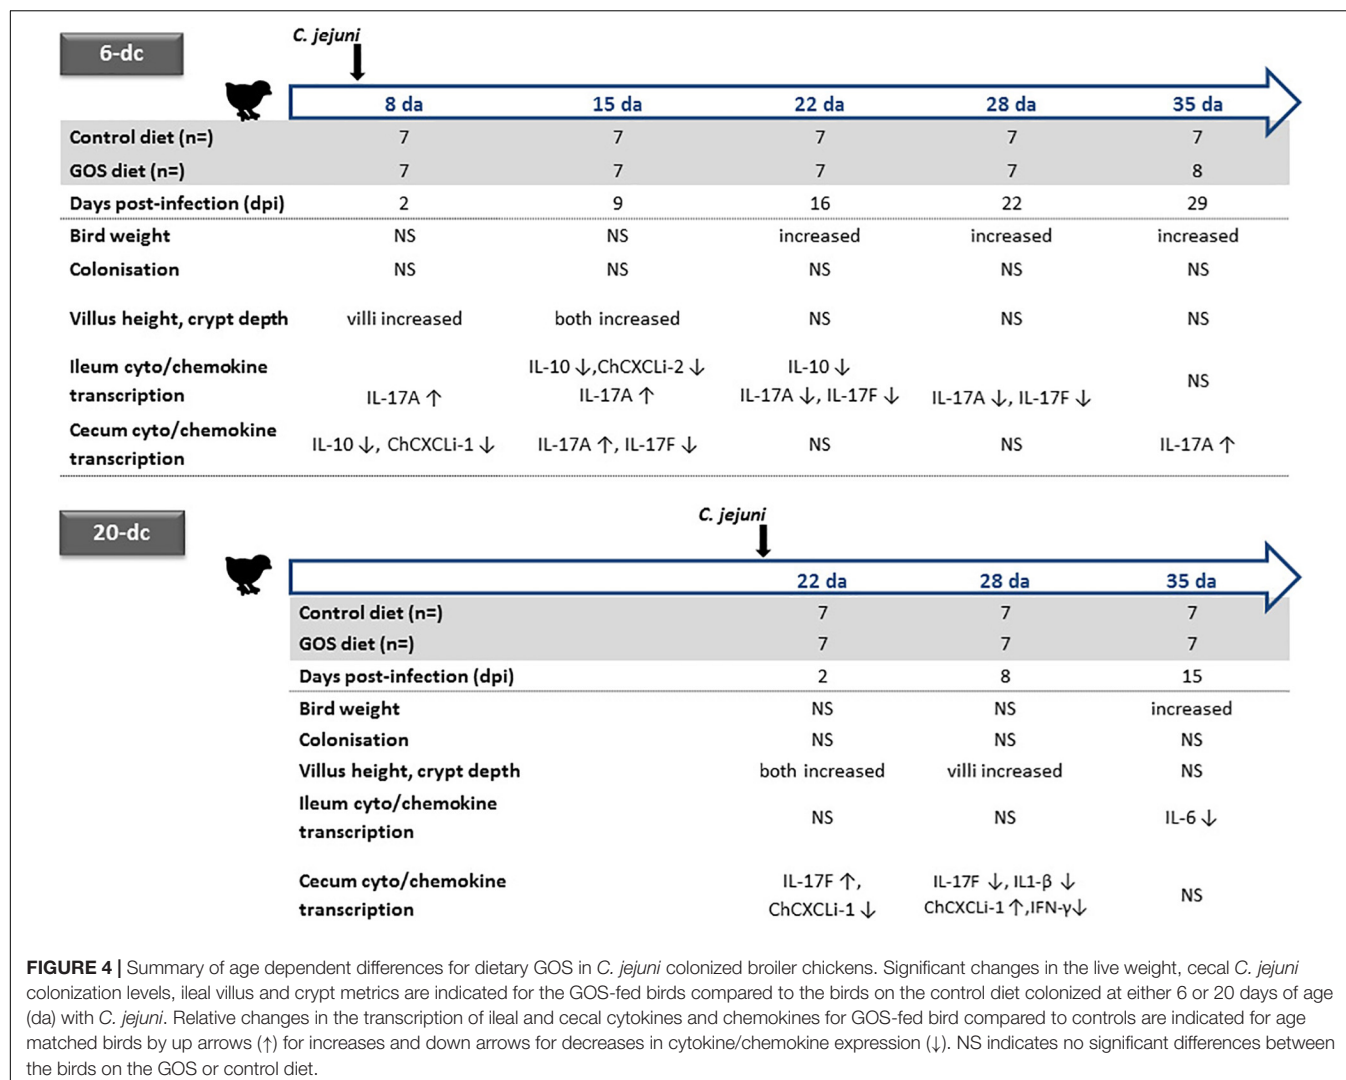 C. jejuni
6-dc
8 da 15 da 22 da 28 da 35 da
Control diet (n=) 7 7 7 7 7
GOS diet (n=) 7 7 7 7 8
Days post-infection (dpi) 2 9 16 22 29
Bird weight NS NS increased increased increased
Colonisation NS NS NS NS NS
Villus height, crypt depth villi increased both increased NS NS NS
Ileum cyto/chemokine IL-10 ↓,ChCXCLi-2 ↓ IL-10 ↓ NS
transcription IL-17A ↑ IL-17A ↑ IL-17A ↓, IL-17F ↓ IL-17A ↓, IL-17F ↓
Cecum cyto/chemokine IL-10 ↓, ChCXCLi-1 ↓ IL-17A ↑, IL-17F ↓ NS NS IL-17A ↑
transcription
C. jejuni
20-dc
22 da 28 da 35 da
Control diet (n=) 7 7 7
GOS diet (n=) 7 7 7
Days post-infection (dpi) 2 8 15
Bird weight NS NS increased
Colonisation NS NS NS
Villus height, crypt depth both increased villi increased NS
Ileum cyto/chemokine NS NS IL-6 ↓
transcription
Cecum cyto/chemokine IL-17F ↑, IL-17F ↓, IL1-β ↓ NS
transcription ChCXCLi-1 ↓ ChCXCLi-1 ↑,IFN-γ↓
FIGURE 4 | Summary of age dependent differences for dietary GOS in C. jejuni colonized broiler chickens. Significant changes in the live weight, cecal C. jejuni
colonization levels, ileal villus and crypt metrics are indicated for the GOS-fed birds compared to the birds on the control diet colonized at either 6 or 20 days of age
(da) with C. jejuni. Relative changes in the transcription of ileal and cecal cytokines and chemokines for GOS-fed bird compared to controls are indicated for age
matched birds by up arrows (↑) for increases and down arrows for decreases in cytokine/chemokine expression (↓). NS indicates no significant differences between
the birds on the GOS or control diet.